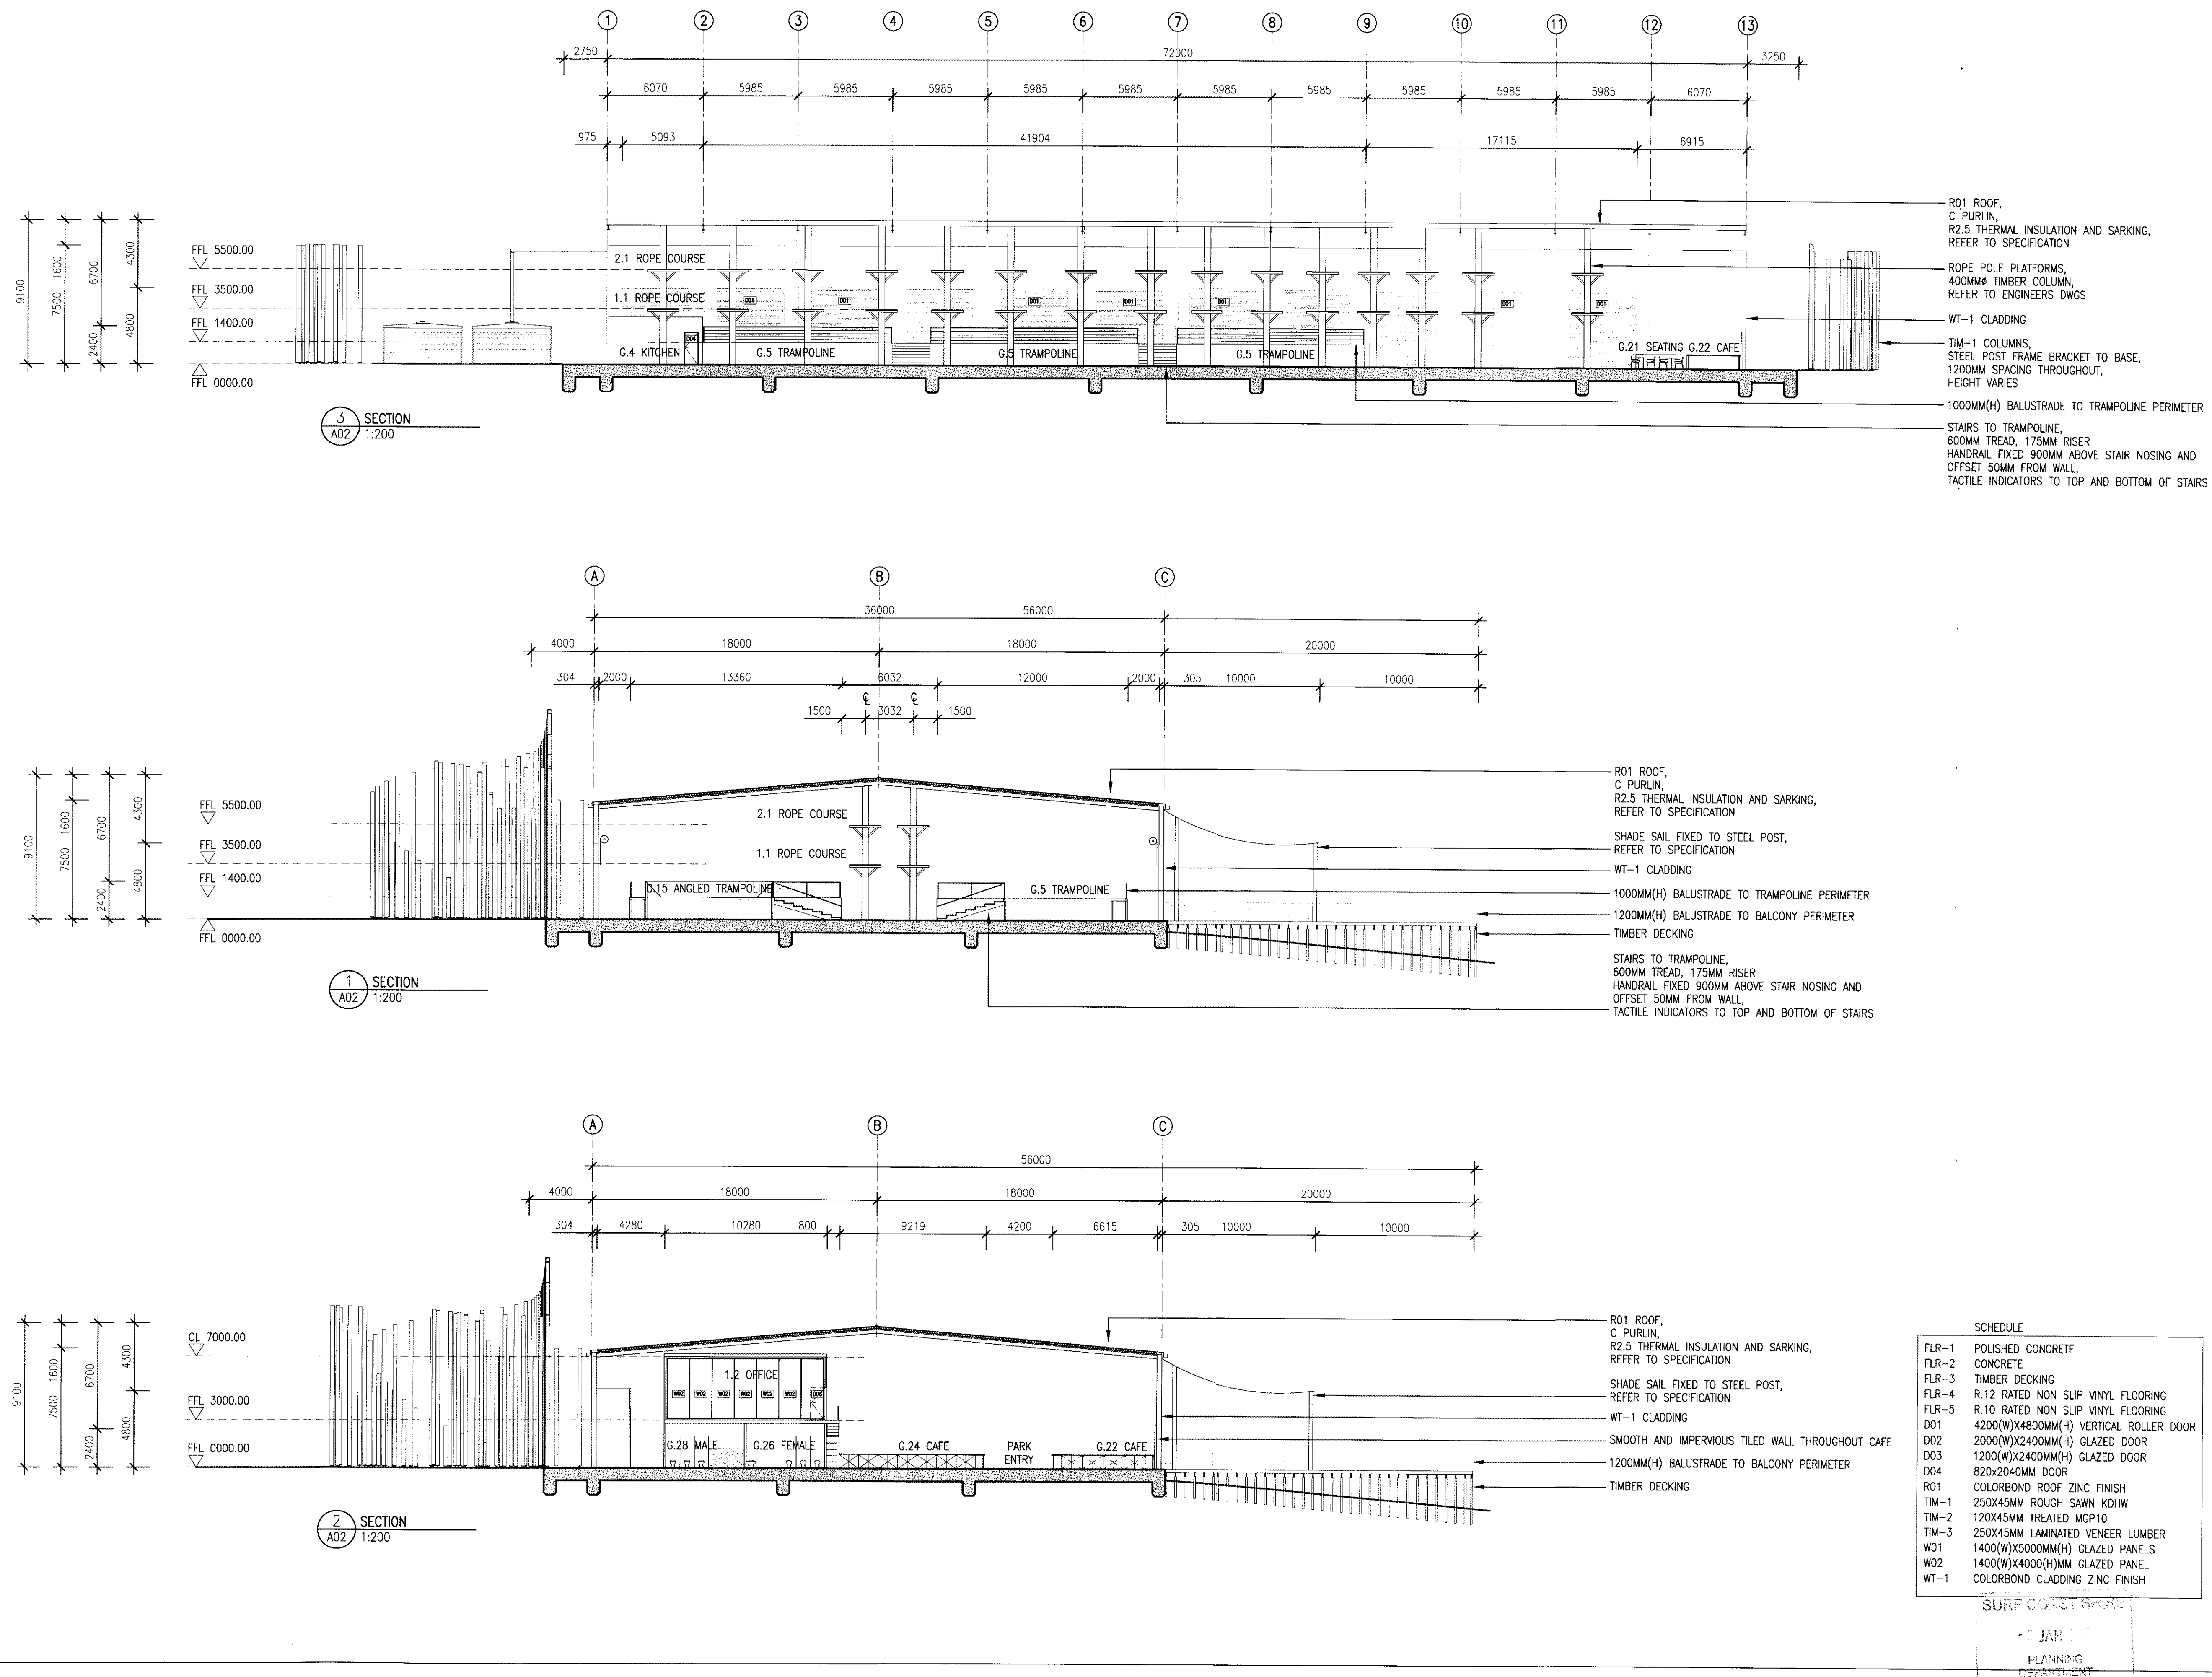 1 2 3 4 5 6 7 8 9 10 11 12 13
2750 72000 3250
6070 5985 5985 5985 5985 5985 5985 5985 5985 5985 5985 6070
975 5093 41904 17115 6915
9100
7500 1600
2400 6700
4800 4300
FFL 5500.00
FFL 3500.00
FFL 1400.00
FFL 0000.00
2.1 ROPE COURSE
1.1 ROPE COURSE
D01 D01 D01 D01 D01 D01 D01
D04
G.4 KITCHEN G.5 TRAMPOLINE G.5 TRAMPOLINE G.5 TRAMPOLINE
G.21 SEATING G.22 CAFE
R01 ROOF,
C PURLIN,
R2.5 THERMAL INSULATION AND SARKING,
REFER TO SPECIFICATION
ROPE POLE PLATFORMS,
400MMø TIMBER COLUMN,
REFER TO ENGINEERS DWGS
WT-1 CLADDING
TIM-1 COLUMNS,
STEEL POST FRAME BRACKET TO BASE,
1200MM SPACING THROUGHOUT,
HEIGHT VARIES
1000MM(H) BALUSTRADE TO TRAMPOLINE PERIMETER
STAIRS TO TRAMPOLINE,
600MM TREAD, 175MM RISER
HANDRAIL FIXED 900MM ABOVE STAIR NOSING AND
OFFSET 50MM FROM WALL,
TACTILE INDICATORS TO TOP AND BOTTOM OF STAIRS
3 SECTION
A02 1:200
A B C
36000 56000
4000 18000 18000 20000
304 2000 13360 6032 12000 2000 305 10000 10000
℄ ℄
1500 3032 1500
9100
7500 1600
2400 6700
4800 4300
FFL 5500.00
FFL 3500.00
FFL 1400.00
FFL 0000.00
2.1 ROPE COURSE
1.1 ROPE COURSE
G.15 ANGLED TRAMPOLINE G.5 TRAMPOLINE
R01 ROOF,
C PURLIN,
R2.5 THERMAL INSULATION AND SARKING,
REFER TO SPECIFICATION
SHADE SAIL FIXED TO STEEL POST,
REFER TO SPECIFICATION
WT-1 CLADDING
1000MM(H) BALUSTRADE TO TRAMPOLINE PERIMETER
1200MM(H) BALUSTRADE TO BALCONY PERIMETER
TIMBER DECKING
STAIRS TO TRAMPOLINE,
600MM TREAD, 175MM RISER
HANDRAIL FIXED 900MM ABOVE STAIR NOSING AND
OFFSET 50MM FROM WALL,
TACTILE INDICATORS TO TOP AND BOTTOM OF STAIRS
1 SECTION
A02 1:200
A B C
56000
4000 18000 18000 20000
304 4280 10280 800 9219 4200 6615 305 10000 10000
9100
7500 1600
2400 6700
4800 4300
CL 7000.00
FFL 3000.00
FFL 0000.00
1.2 OFFICE
W02 W02 W02 W02 W02 W02
G.28 MALE G.26 FEMALE G.24 CAFE PARK G.22 CAFE
ENTRY
R01 ROOF,
C PURLIN,
R2.5 THERMAL INSULATION AND SARKING,
REFER TO SPECIFICATION
SHADE SAIL FIXED TO STEEL POST,
REFER TO SPECIFICATION
WT-1 CLADDING
SMOOTH AND IMPERVIOUS TILED WALL THROUGHOUT CAFE
1200MM(H) BALUSTRADE TO BALCONY PERIMETER
TIMBER DECKING
2 SECTION
A02 1:200
SCHEDULE
FLR-1 POLISHED CONCRETE
FLR-2 CONCRETE
FLR-3 TIMBER DECKING
FLR-4 R.12 RATED NON SLIP VINYL FLOORING
FLR-5 R.10 RATED NON SLIP VINYL FLOORING
D01 4200(W)X4800MM(H) VERTICAL ROLLER DOOR
D02 2000(W)X2400MM(H) GLAZED DOOR
D03 1200(W)X2400MM(H) GLAZED DOOR
D04 820x2040MM DOOR
R01 COLORBOND ROOF ZINC FINISH
TIM-1 250X45MM ROUGH SAWN KDHW
TIM-2 120X45MM TREATED MGP10
TIM-3 250X45MM LAMINATED VENEER LUMBER
W01 1400(W)X5000MM(H) GLAZED PANELS
W02 1400(W)X4000(H)MM GLAZED PANEL
WT-1 COLORBOND CLADDING ZINC FINISH
SURF COAST SHIRE
JAN
PLANNING
DEPARTMENT